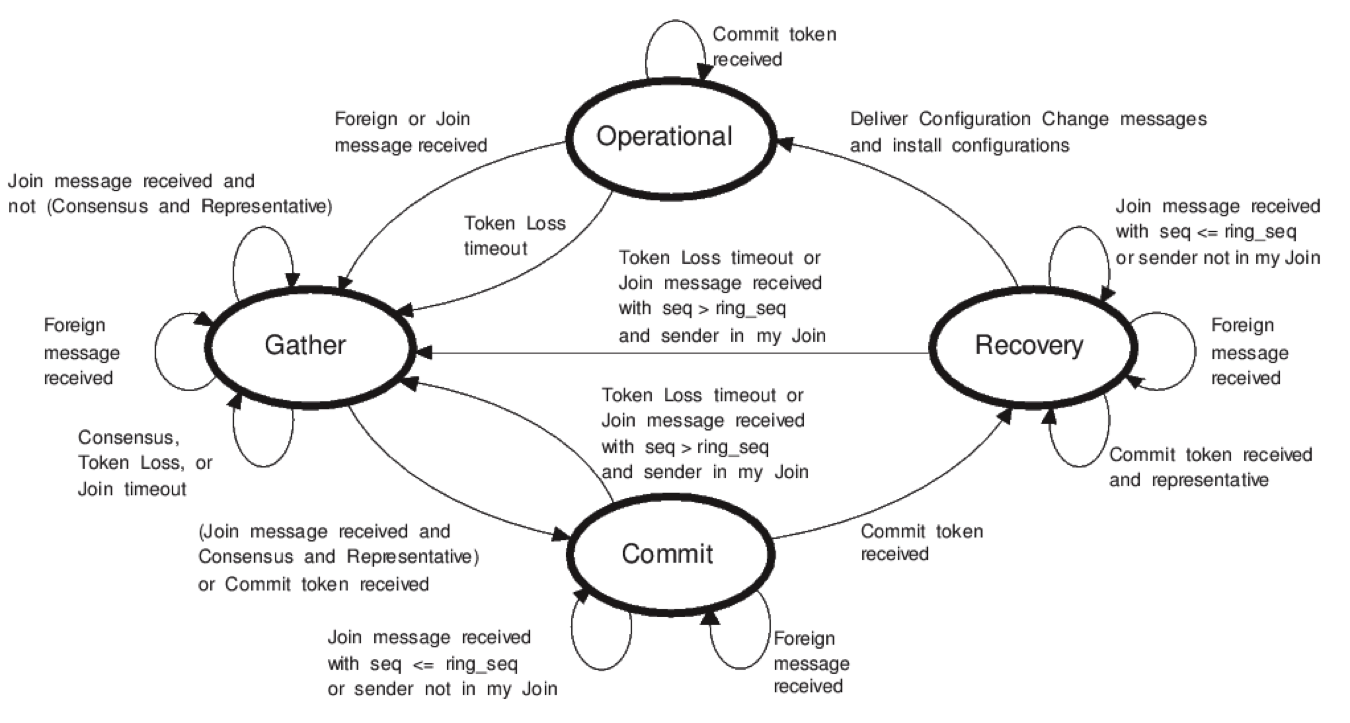 Commit token
received
Operational
Foreign or Join
message received
Deliver Configuration Change messages
and install configurations
Join message received and
not (Consensus and Representative)
Token Loss
timeout
Join message received
with seq <= ring_seq
or sender not in my Join
Token Loss timeout or
Join message received
with seq > ring_seq
and sender in my Join
Foreign
message
received
Gather
Recovery
Foreign
message
received
Token Loss timeout or
Join message received
with seq > ring_seq
and sender in my Join
Consensus,
Token Loss, or
Join timeout
Commit token received
and representative
(Join message received and
Consensus and Representative)
or Commit token received
Commit
Commit token
received
Join message received
with seq <= ring_seq
or sender not in my Join
Foreign
message
received